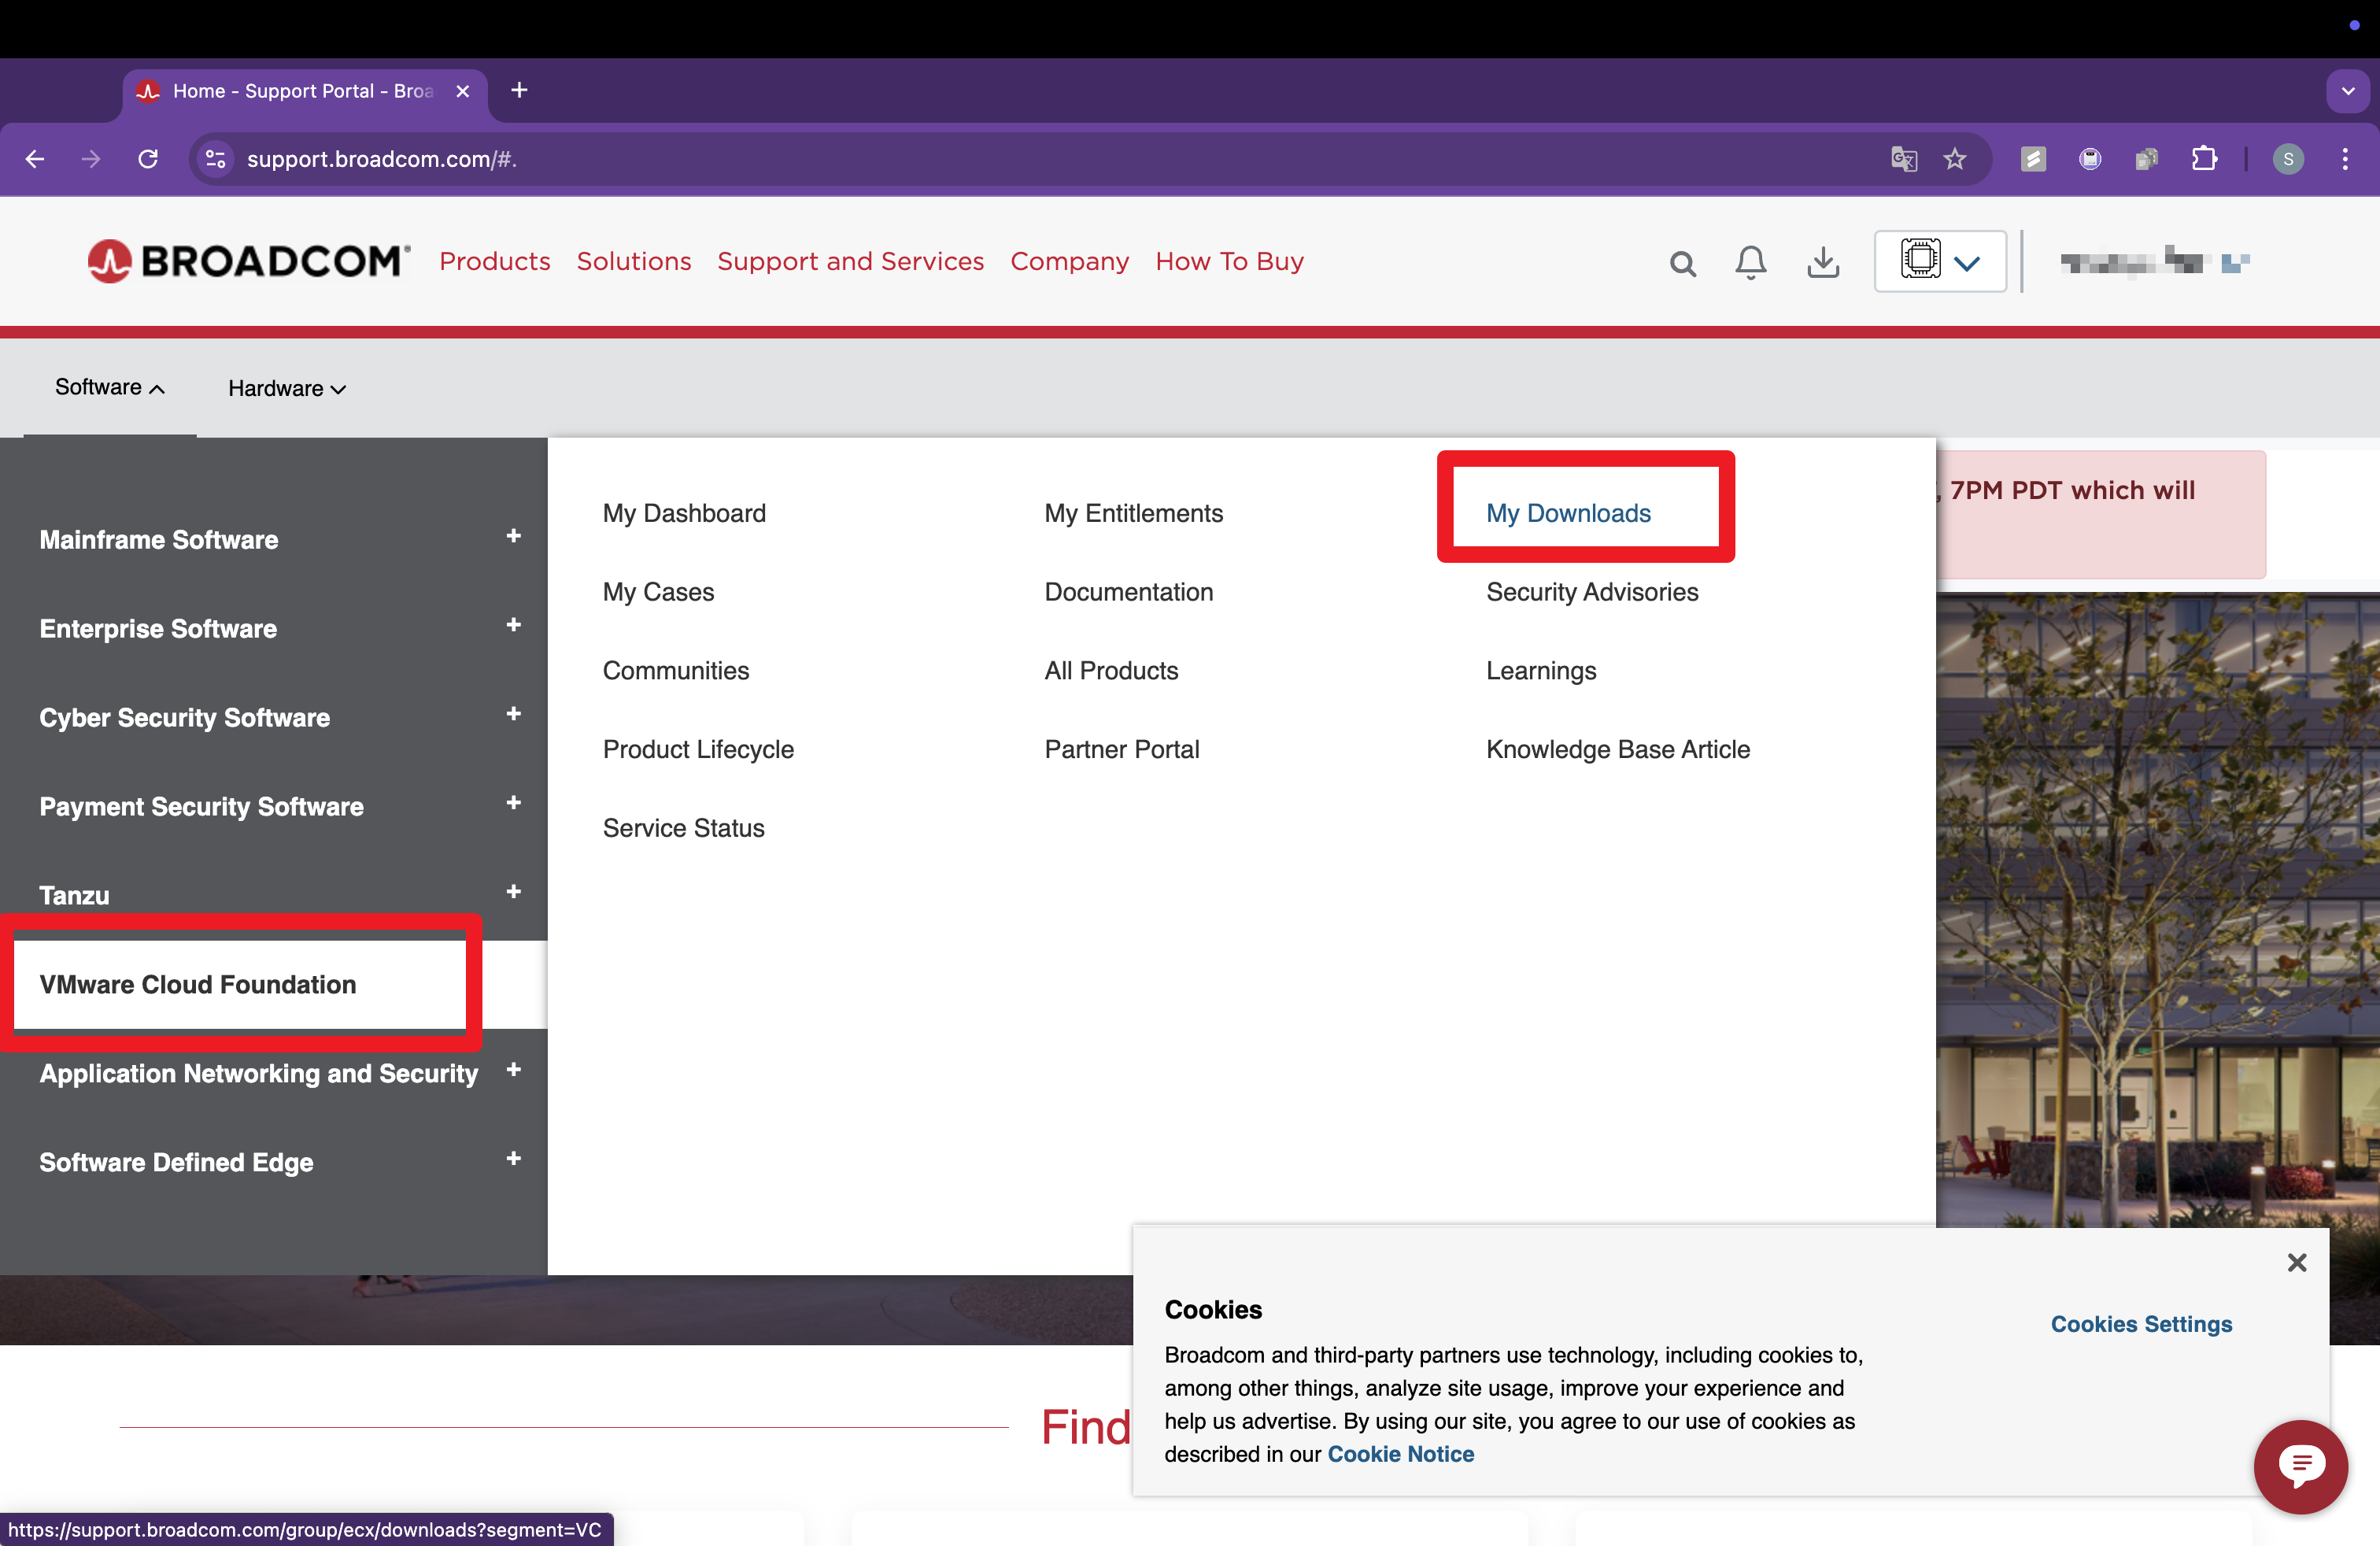 Home - Support Portal - Broa
support.broadcom.com/#.
S
BROADCOM®
Products
Solutions
Support and Services
Company
How To Buy
Software
Hardware
Mainframe Software
Enterprise Software
Cyber Security Software
Payment Security Software
Tanzu
VMware Cloud Foundation
Application Networking and Security
Software Defined Edge
My Dashboard
My Entitlements
My Downloads
My Cases
Documentation
Security Advisories
Communities
All Products
Learnings
Product Lifecycle
Partner Portal
Knowledge Base Article
Service Status
, 7PM PDT which will
Find
Cookies
Cookies Settings
Broadcom and third-party partners use technology, including cookies to,
among other things, analyze site usage, improve your experience and
help us advertise. By using our site, you agree to our use of cookies as
described in our Cookie Notice
https://support.broadcom.com/group/ecx/downloads?segment=VC